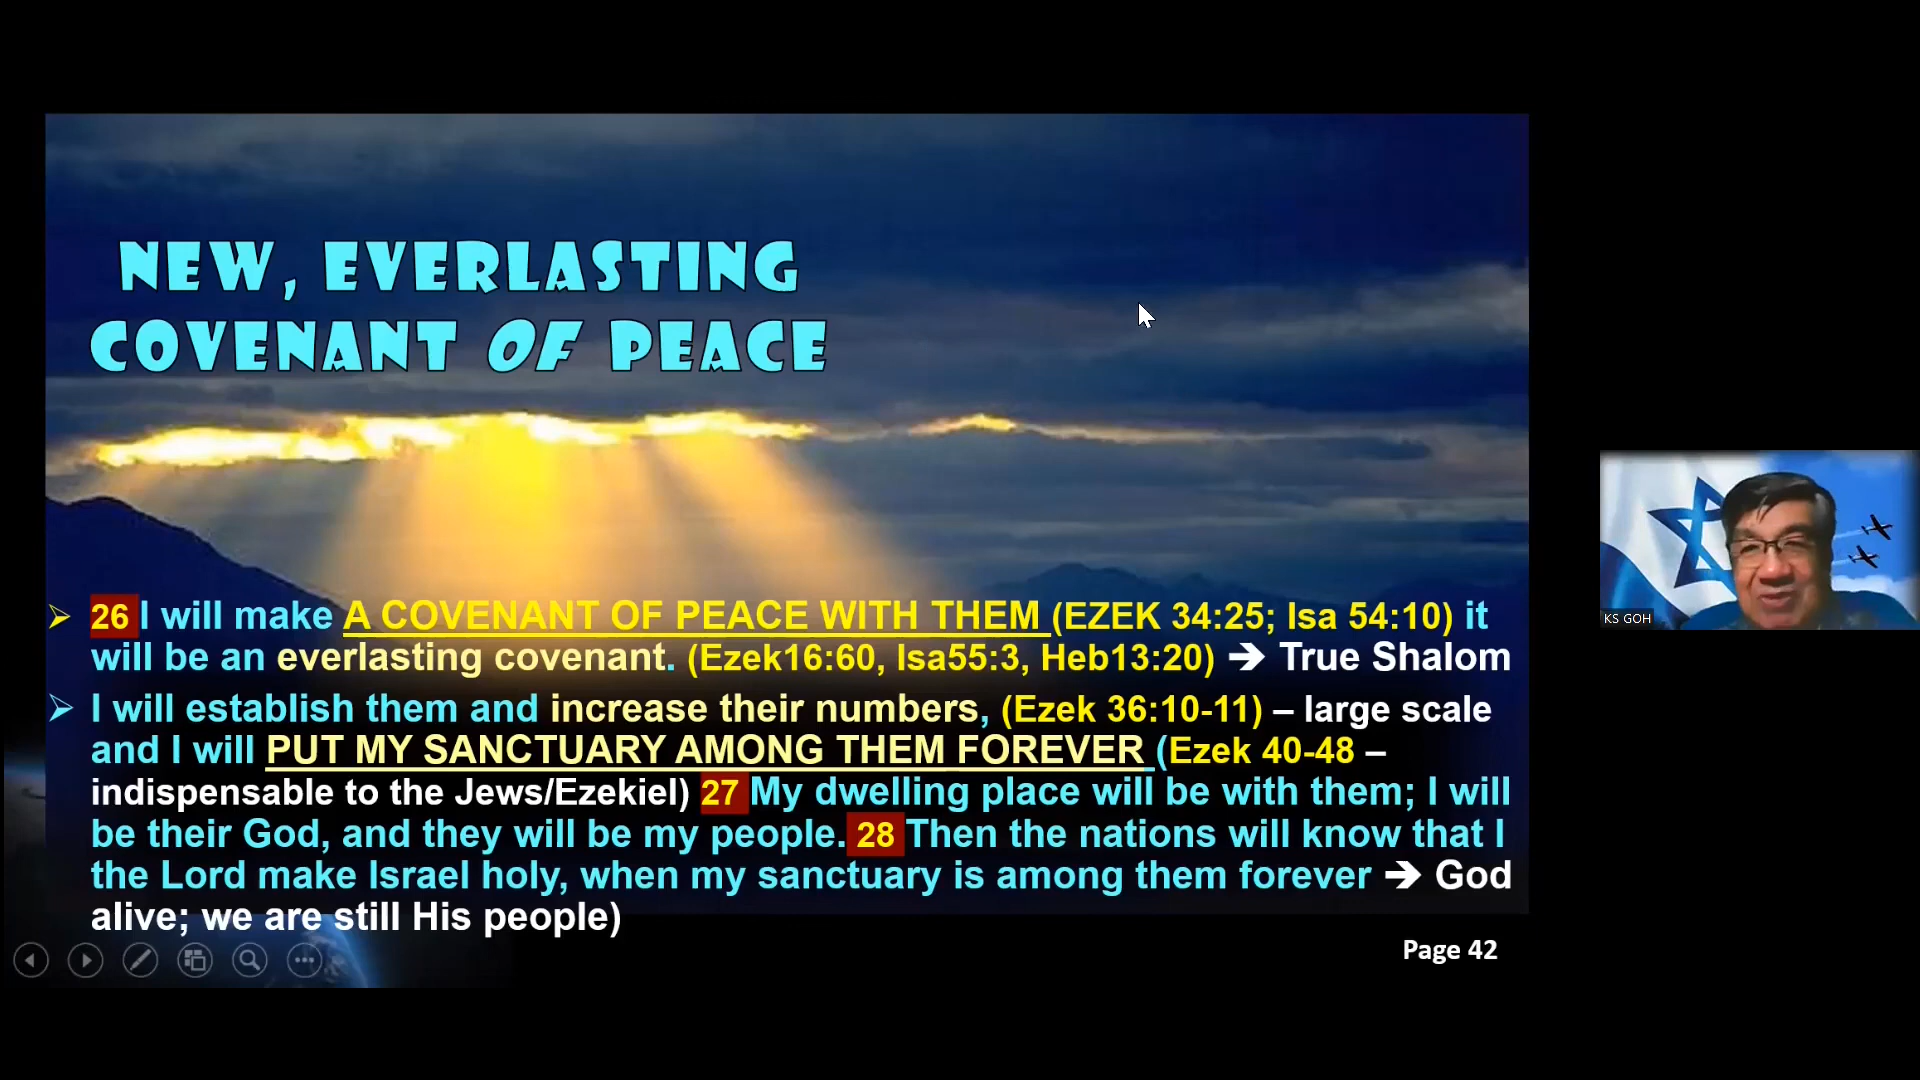 NEW, EVERLASTING
COVENANT OF PEACE
26 I will make A COVENANT OF PEACE WITH THEM (EZEK 34:25; Isa 54:10) it
will be an everlasting covenant. (Ezek16:60, Isa55:3, Heb13:20) ➔ True Shalom
I will establish them and increase their numbers, (Ezek 36:10-11) – large scale
and I will PUT MY SANCTUARY AMONG THEM FOREVER (Ezek 40-48 –
indispensable to the Jews/Ezekiel) 27 My dwelling place will be with them; I will
be their God, and they will be my people. 28 Then the nations will know that I
the Lord make Israel holy, when my sanctuary is among them forever ➔ God
alive; we are still His people)
Page 42
KS GOH